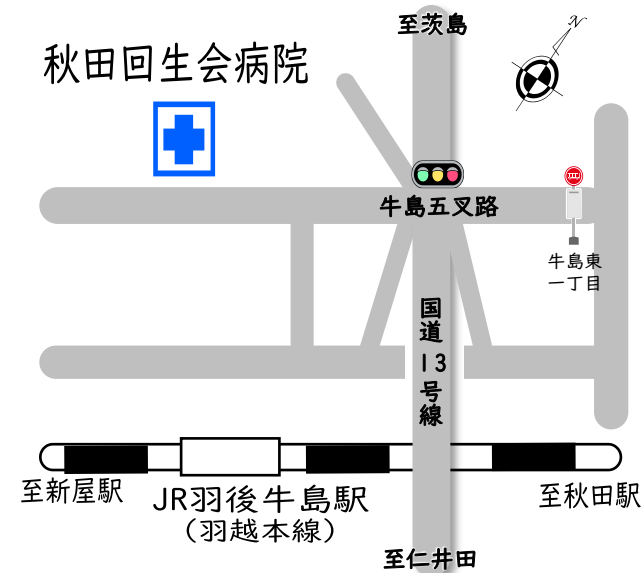 至茨島
N
秋田回生会病院
牛島五叉路
牛島東
一丁目
国道13号線
至新屋駅
JR羽後牛島駅
(羽越本線)
至秋田駅
至仁井田